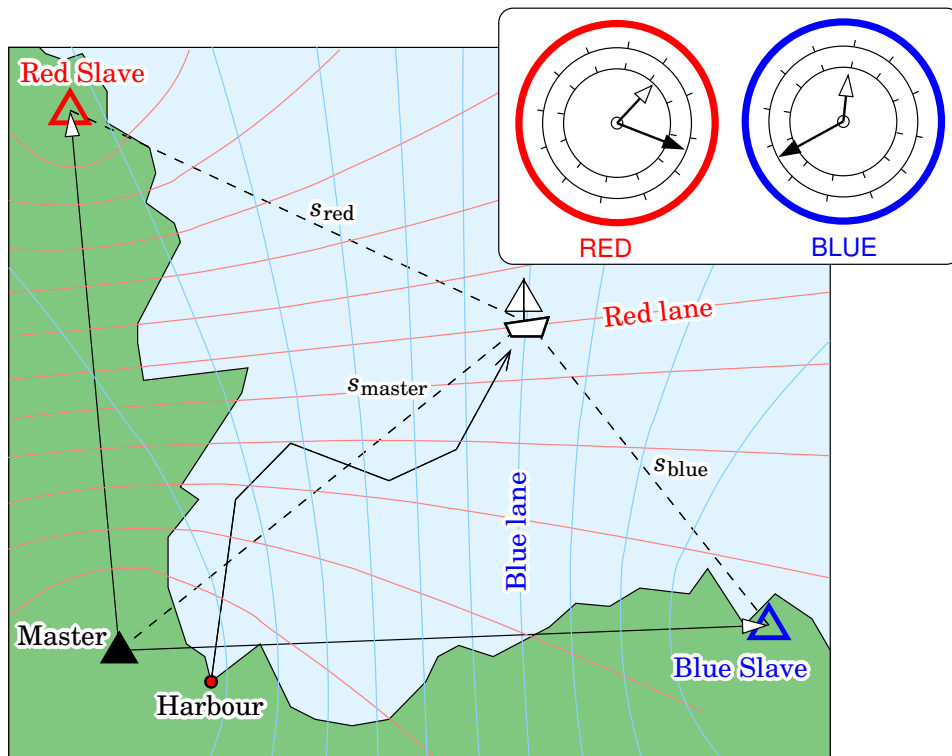 Red Slave
RED
BLUE
s_red
Red lane
s_master
s_blue
Blue lane
Master
Blue Slave
Harbour